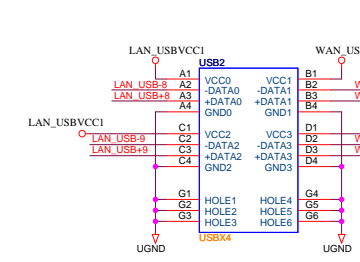 LAN_USBVCC1 WAN_US
USB2
A1 VCC0 VCC1 B1
LAN_USB-8 A2 -DATA0 -DATA1 B2 W
LAN_USB+8 A3 +DATA0 +DATA1 B3 W
A4 GND0 GND1 B4
LAN_USBVCC1
C1 VCC2 VCC3 D1
LAN_USB-9 C2 -DATA2 -DATA3 D2 W
LAN_USB+9 C3 +DATA2 +DATA3 D3 W
C4 GND2 GND3 D4
G1 HOLE1 HOLE4 G4
G2 HOLE2 HOLE5 G5
G3 HOLE3 HOLE6 G6
USBX4
UGND UGND